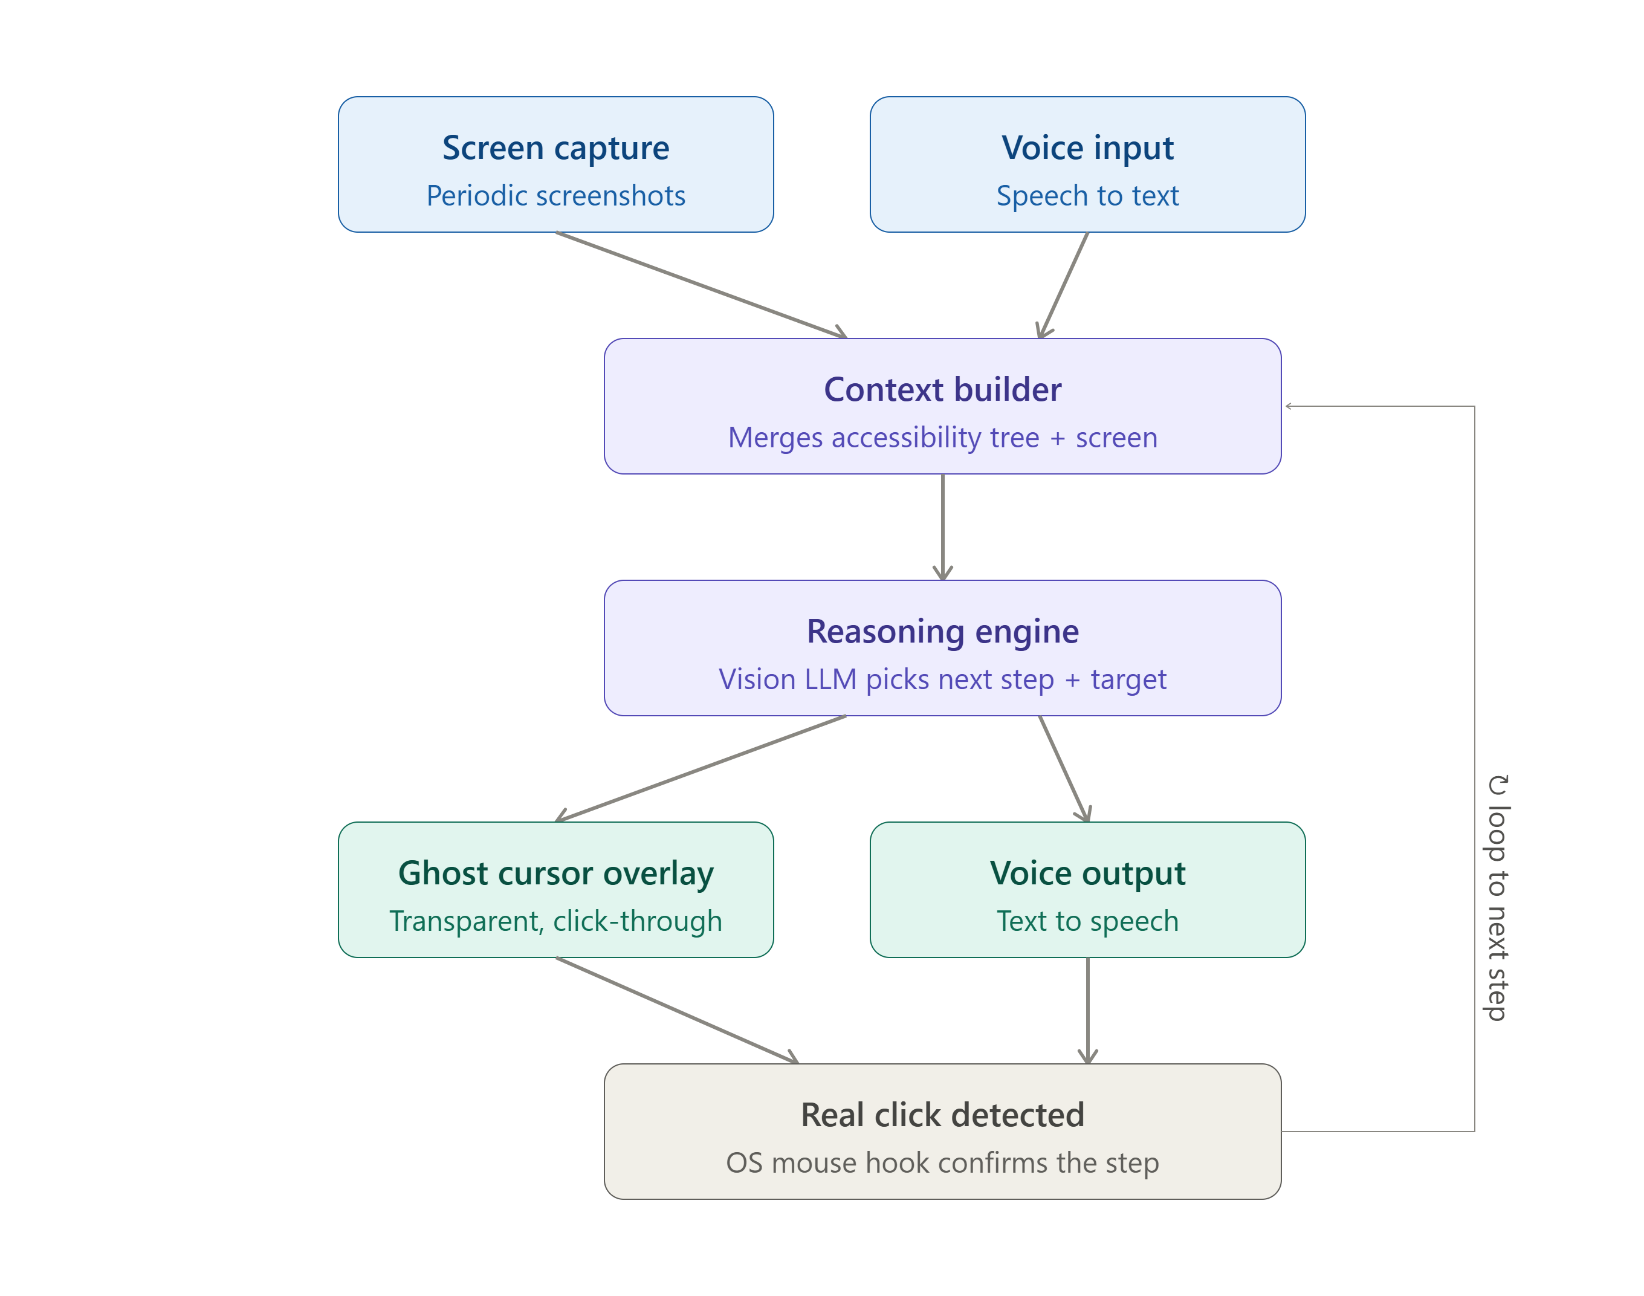 Screen capture
Periodic screenshots
Voice input
Speech to text
Context builder
Merges accessibility tree + screen
Reasoning engine
Vision LLM picks next step + target
Ghost cursor overlay
Transparent, click-through
Voice output
Text to speech
↻ loop to next step
Real click detected
OS mouse hook confirms the step